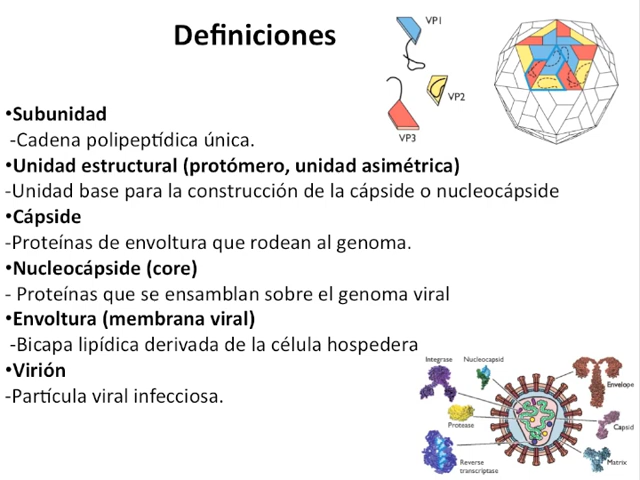 Definiciones
VP1
VP2
VP3
•Subunidad
-Cadena polipeptídica única.
•Unidad estructural (protómero, unidad asimétrica)
-Unidad base para la construcción de la cápside o nucleocápside
•Cápside
-Proteínas de envoltura que rodean al genoma.
•Nucleocápside (core)
- Proteínas que se ensamblan sobre el genoma viral
•Envoltura (membrana viral)
-Bicapa lipídica derivada de la célula hospedera
•Virión
-Partícula viral infecciosa.
Integrase
Nucleocapsid
Envelope
Protease
Capsid
Reverse
transcriptase
Matrix